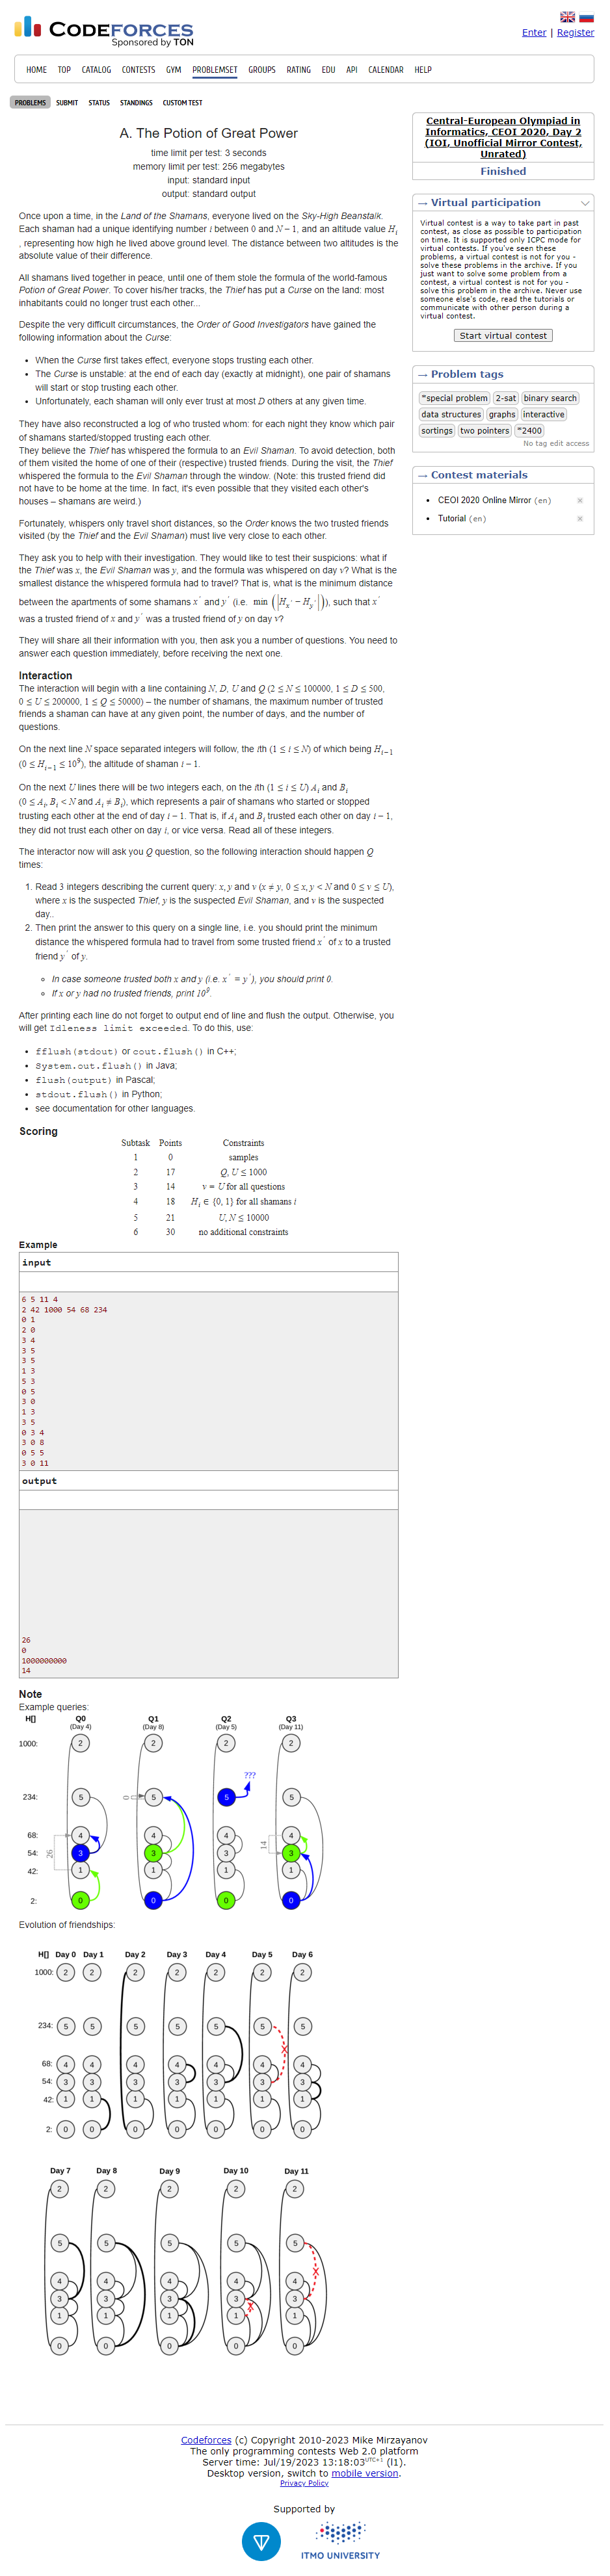 CODEFORCES
Sponsored by TON
Enter | Register
HOME TOP CATALOG CONTESTS GYM PROBLEMSET GROUPS RATING EDU API CALENDAR HELP
PROBLEMS SUBMIT STATUS STANDINGS CUSTOM TEST
A. The Potion of Great Power
time limit per test: 3 seconds
memory limit per test: 256 megabytes
input: standard input
output: standard output
Once upon a time, in the Land of the Shamans, everyone lived on the Sky-High Beanstalk.
Each shaman had a unique identifying number i between 0 and N − 1, and an altitude value H_i
, representing how high he lived above ground level. The distance between two altitudes is the
absolute value of their difference.
All shamans lived together in peace, until one of them stole the formula of the world-famous
Potion of Great Power. To cover his/her tracks, the Thief has put a Curse on the land: most
inhabitants could no longer trust each other...
Despite the very difficult circumstances, the Order of Good Investigators have gained the
following information about the Curse:
• When the Curse first takes effect, everyone stops trusting each other.
• The Curse is unstable: at the end of each day (exactly at midnight), one pair of shamans
will start or stop trusting each other.
• Unfortunately, each shaman will only ever trust at most D others at any given time.
They have also reconstructed a log of who trusted whom: for each night they know which pair
of shamans started/stopped trusting each other.
They believe the Thief has whispered the formula to an Evil Shaman. To avoid detection, both
of them visited the home of one of their (respective) trusted friends. During the visit, the Thief
whispered the formula to the Evil Shaman through the window. (Note: this trusted friend did
not have to be home at the time. In fact, it's even possible that they visited each other's
houses – shamans are weird.)
Fortunately, whispers only travel short distances, so the Order knows the two trusted friends
visited (by the Thief and the Evil Shaman) must live very close to each other.
They ask you to help with their investigation. They would like to test their suspicions: what if
the Thief was x, the Evil Shaman was y, and the formula was whispered on day v? What is the
smallest distance the whispered formula had to travel? That is, what is the minimum distance
between the apartments of some shamans x´ and y´ (i.e. min (|H_x´ − H_y´|)), such that x´
was a trusted friend of x and y´ was a trusted friend of y on day v?
They will share all their information with you, then ask you a number of questions. You need to
answer each question immediately, before receiving the next one.
Interaction
The interaction will begin with a line containing N, D, U and Q (2 ≤ N ≤ 100000, 1 ≤ D ≤ 500,
0 ≤ U ≤ 200000, 1 ≤ Q ≤ 50000) – the number of shamans, the maximum number of trusted
friends a shaman can have at any given point, the number of days, and the number of
questions.
On the next line N space separated integers will follow, the ith (1 ≤ i ≤ N) of which being H_{i−1}
(0 ≤ H_{i−1} ≤ 10^9), the altitude of shaman i − 1.
On the next U lines there will be two integers each, on the ith (1 ≤ i ≤ U) A_i and B_i
(0 ≤ A_i, B_i < N and A_i ≠ B_i), which represents a pair of shamans who started or stopped
trusting each other at the end of day i − 1. That is, if A_i and B_i trusted each other on day i − 1,
they did not trust each other on day i, or vice versa. Read all of these integers.
The interactor now will ask you Q question, so the following interaction should happen Q
times:
1. Read 3 integers describing the current query: x, y and v (x ≠ y, 0 ≤ x, y < N and 0 ≤ v ≤ U),
where x is the suspected Thief, y is the suspected Evil Shaman, and v is the suspected
day..
2. Then print the answer to this query on a single line, i.e. you should print the minimum
distance the whispered formula had to travel from some trusted friend x´ of x to a trusted
friend y´ of y.
◦ In case someone trusted both x and y (i.e. x´ = y´), you should print 0.
◦ If x or y had no trusted friends, print 10^9.
After printing each line do not forget to output end of line and flush the output. Otherwise, you
will get Idleness limit exceeded. To do this, use:
• fflush(stdout) or cout.flush() in C++;
• System.out.flush() in Java;
• flush(output) in Pascal;
• stdout.flush() in Python;
• see documentation for other languages.
Scoring
Subtask Points Constraints
1 0 samples
2 17 Q, U ≤ 1000
3 14 v = U for all questions
4 18 H_i ∈ {0, 1} for all shamans i
5 21 U, N ≤ 10000
6 30 no additional constraints
Example
input
6 5 11 4
2 42 1000 54 68 234
0 1
2 0
3 4
3 5
3 5
1 3
5 3
0 5
3 0
1 3
3 5
0 3 4
3 0 8
0 5 5
3 0 11
output
26
0
1000000000
14
Note
Example queries:
H[] Q0 Q1 Q2 Q3
(Day 4) (Day 8) (Day 5) (Day 11)
1000: 2 2 2 2
???
234: 5 0 5 5 5
68: 4 4 4 4
54: 26 3 3 3 14 3
42: 1 1 1 1
2: 0 0 0 0
Evolution of friendships:
H[] Day 0 Day 1 Day 2 Day 3 Day 4 Day 5 Day 6
1000: 2 2 2 2 2 2 2
234: 5 5 5 5 5 5 5
X
68: 4 4 4 4 4 4 4
54: 3 3 3 3 3 3 3
42: 1 1 1 1 1 1 1
2: 0 0 0 0 0 0 0
Day 7 Day 8 Day 9 Day 10 Day 11
2 2 2 2 2
5 5 5 5 5
X
4 4 4 4 4
3 3 3 3 3
X
1 1 1 1 1
0 0 0 0 0
Central-European Olympiad in
Informatics, CEOI 2020, Day 2
(IOI, Unofficial Mirror Contest,
Unrated)
Finished
→ Virtual participation
Virtual contest is a way to take part in past
contest, as close as possible to participation
on time. It is supported only ICPC mode for
virtual contests. If you've seen these
problems, a virtual contest is not for you -
solve these problems in the archive. If you
just want to solve some problem from a
contest, a virtual contest is not for you -
solve this problem in the archive. Never use
someone else's code, read the tutorials or
communicate with other person during a
virtual contest.
Start virtual contest
→ Problem tags
*special problem 2-sat binary search
data structures graphs interactive
sortings two pointers *2400
No tag edit access
→ Contest materials
• CEOI 2020 Online Mirror (en)
• Tutorial (en)
Codeforces (c) Copyright 2010-2023 Mike Mirzayanov
The only programming contests Web 2.0 platform
Server time: Jul/19/2023 13:18:03 UTC+1 (l1).
Desktop version, switch to mobile version.
Privacy Policy
Supported by
ITMO UNIVERSITY